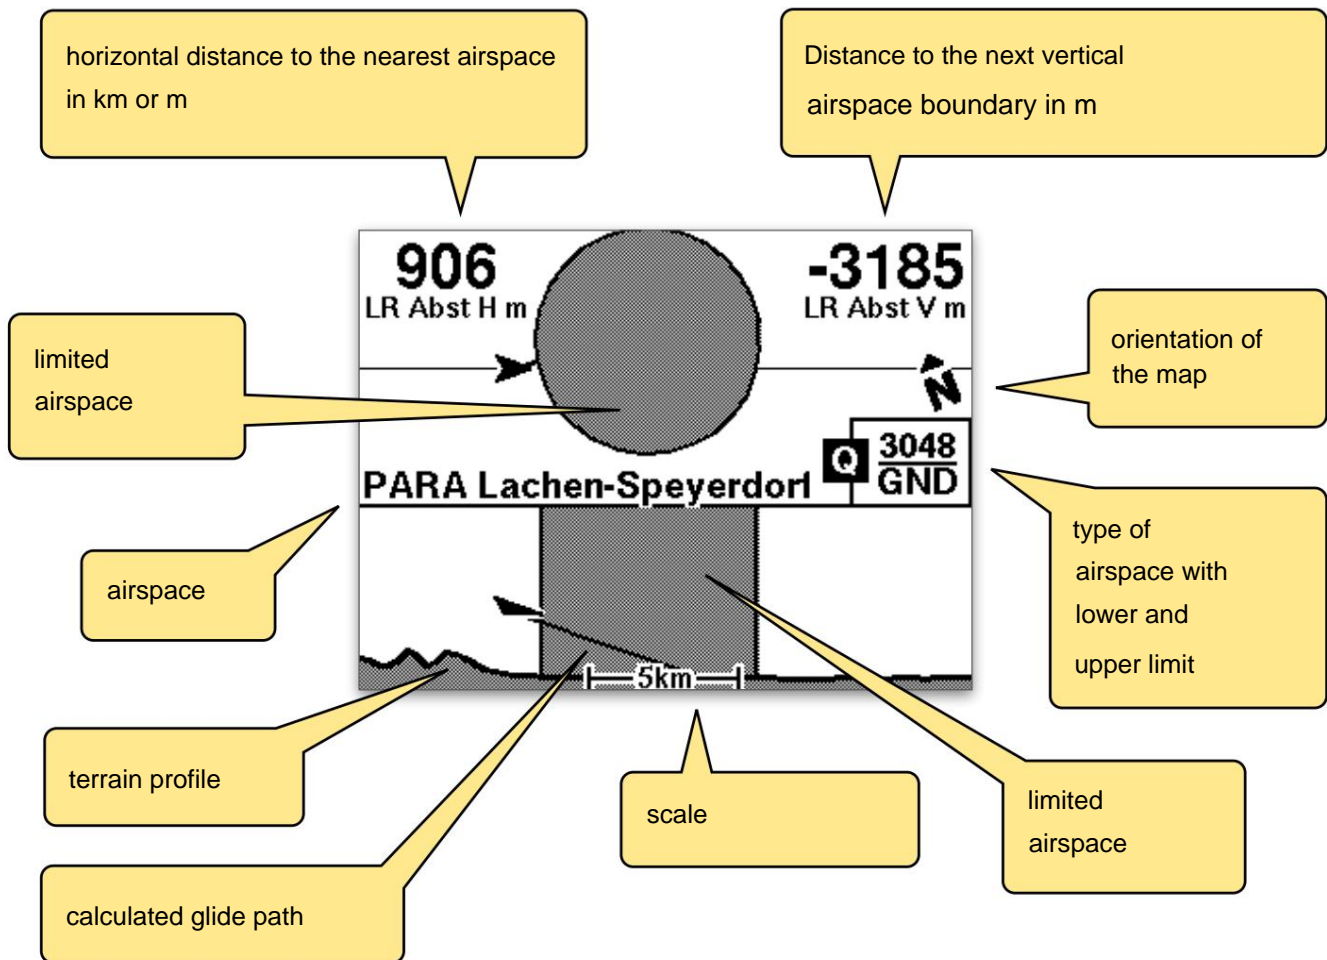 horizontal distance to the nearest airspace
in km or m
Distance to the next vertical
airspace boundary in m
906
LR Abst H m
-3185
LR Abst V m
limited
airspace
orientation of
the map
N
Q
3048
GND
PARA Lachen-Speyerdorf
airspace
type of
airspace with
lower and
upper limit
5km
terrain profile
scale
limited
airspace
calculated glide path